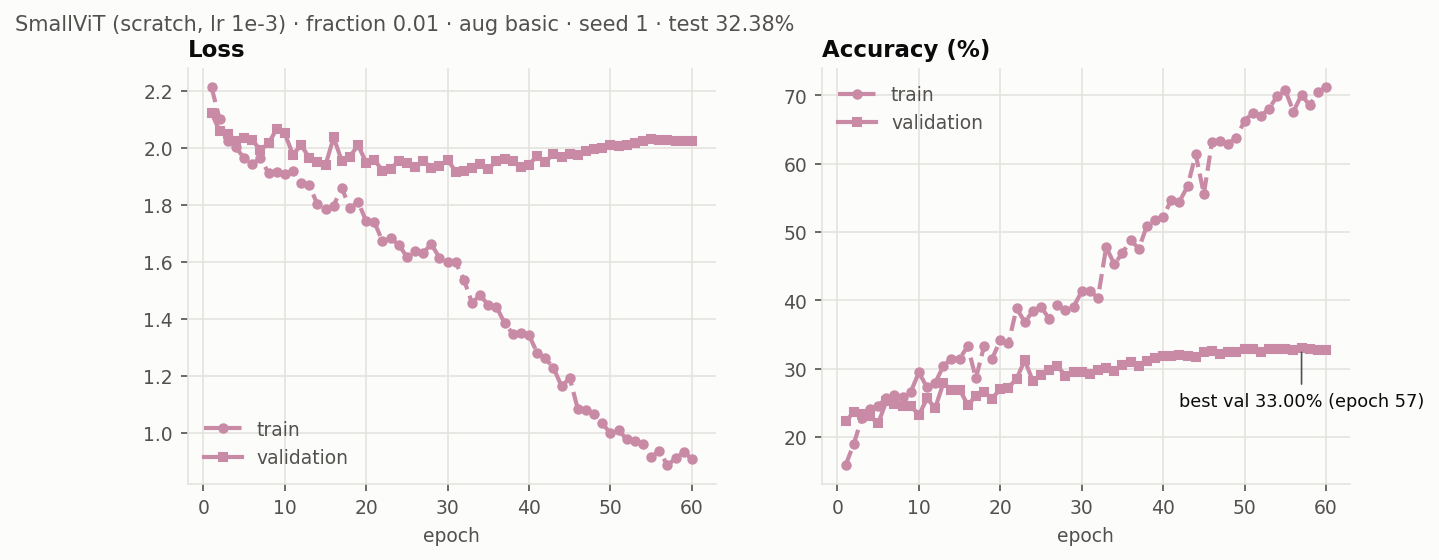 SmallViT (scratch, lr 1e-3) · fraction 0.01 · aug basic · seed 1 · test 32.38%
Loss
2.2
2.0
1.8
1.6
1.4
1.2
1.0
train
validation
0 10 20 30 40 50 60
epoch
Accuracy (%)
70
60
50
40
30
20
train
validation
best val 33.00% (epoch 57)
0 10 20 30 40 50 60
epoch